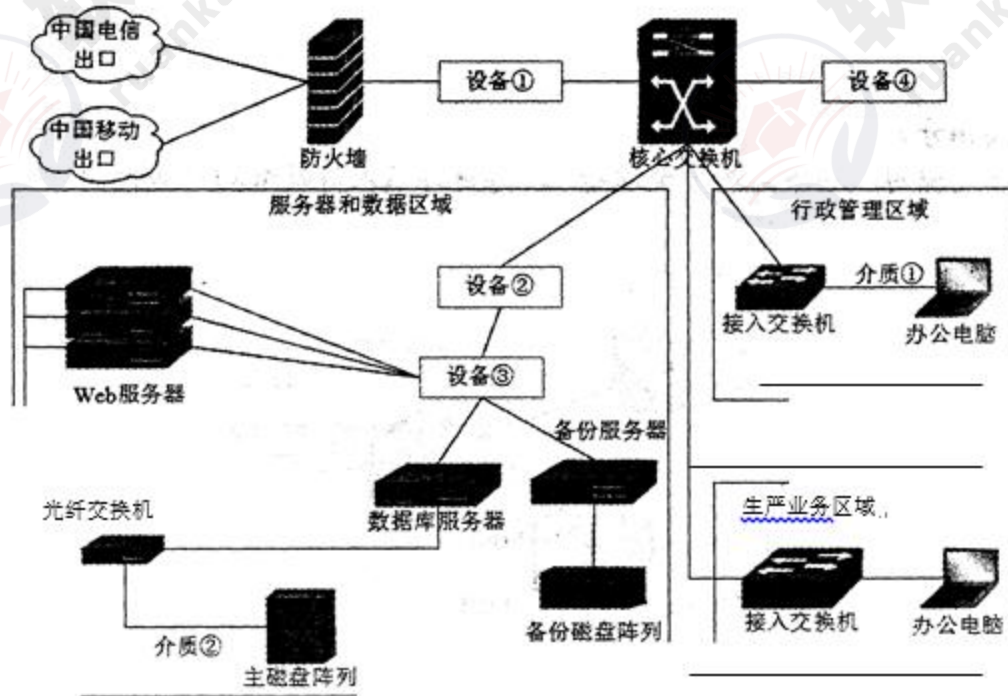 中国电信
出口
中国移动
出口
防火墙
设备①
核心交换机
设备④
服务器和数据区域
行政管理区域
设备②
介质①
接入交换机
办公电脑
设备③
Web服务器
备份服务器
光纤交换机
数据库服务器
生严业务区域
介质②
主磁盘阵列
备份磁盘阵列
接入交换机
办公电脑